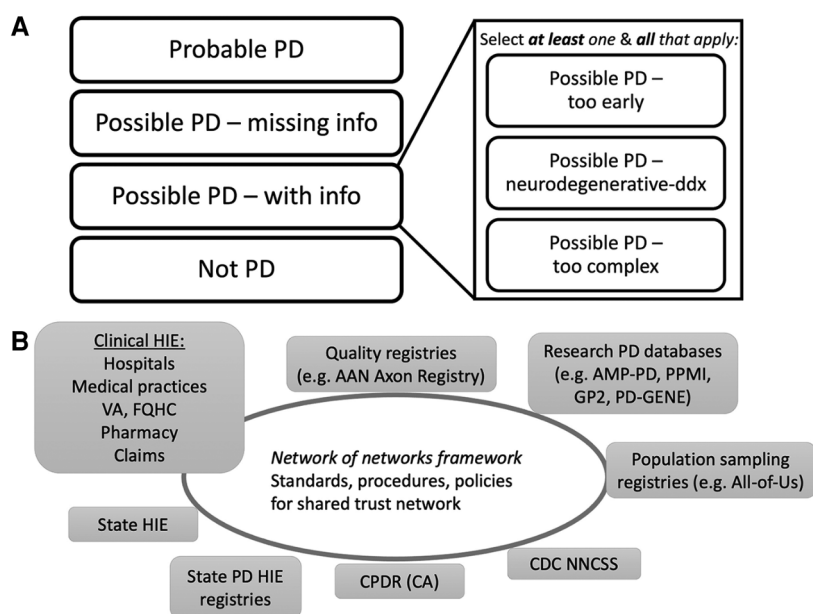 A
Probable PD
Possible PD – missing info
Possible PD – with info
Not PD
Select at least one & all that apply:
Possible PD –
too early
Possible PD –
neurodegenerative-ddx
Possible PD –
too complex
B
Clinical HIE:
Hospitals
Medical practices
VA, FQHC
Pharmacy
Claims
Quality registries
(e.g. AAN Axon Registry)
Research PD databases
(e.g. AMP-PD, PPMI,
GP2, PD-GENE)
Network of networks framework
Standards, procedures, policies
for shared trust network
Population sampling
registries (e.g. All-of-Us)
State HIE
State PD HIE
registries
CPDR (CA)
CDC NNCSS